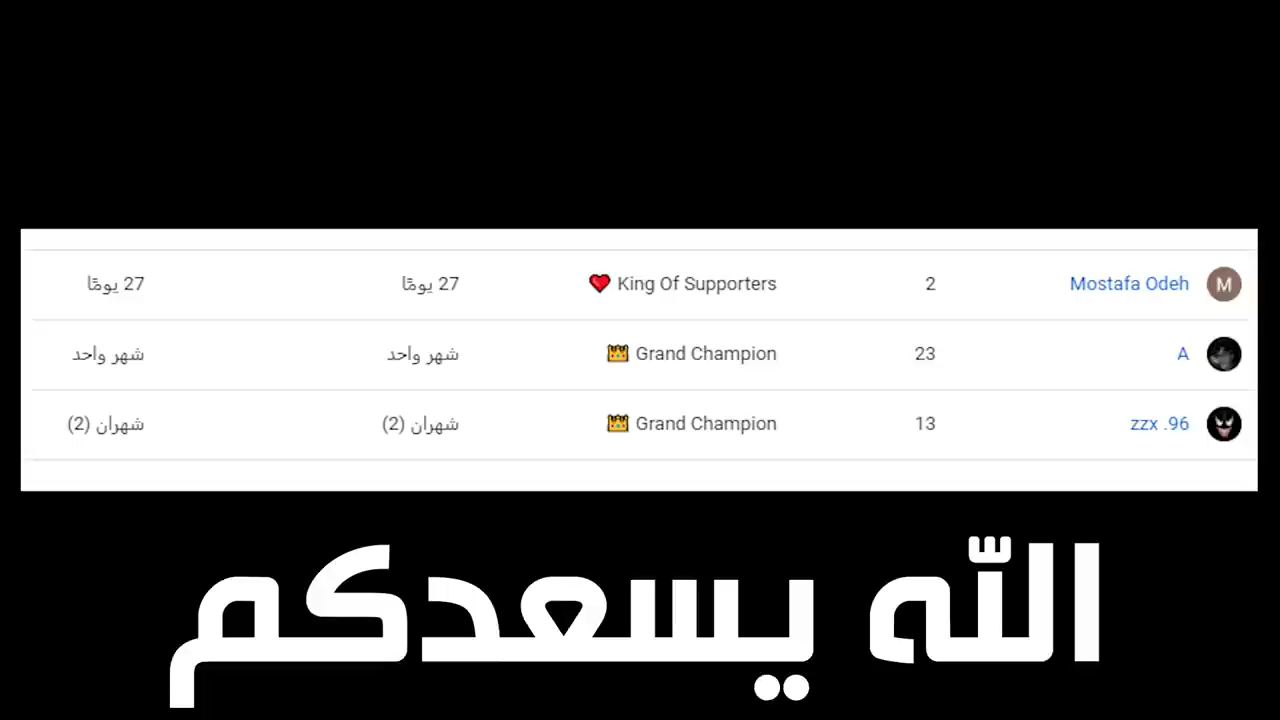 M Mostafa Odeh 2 King Of Supporters ❤️ 27 يومًا 27 يومًا
A 23 Grand Champion 👑 شهر واحد شهر واحد
zzx .96 13 Grand Champion 👑 شهران (2) شهران (2)
الله يسعدكم